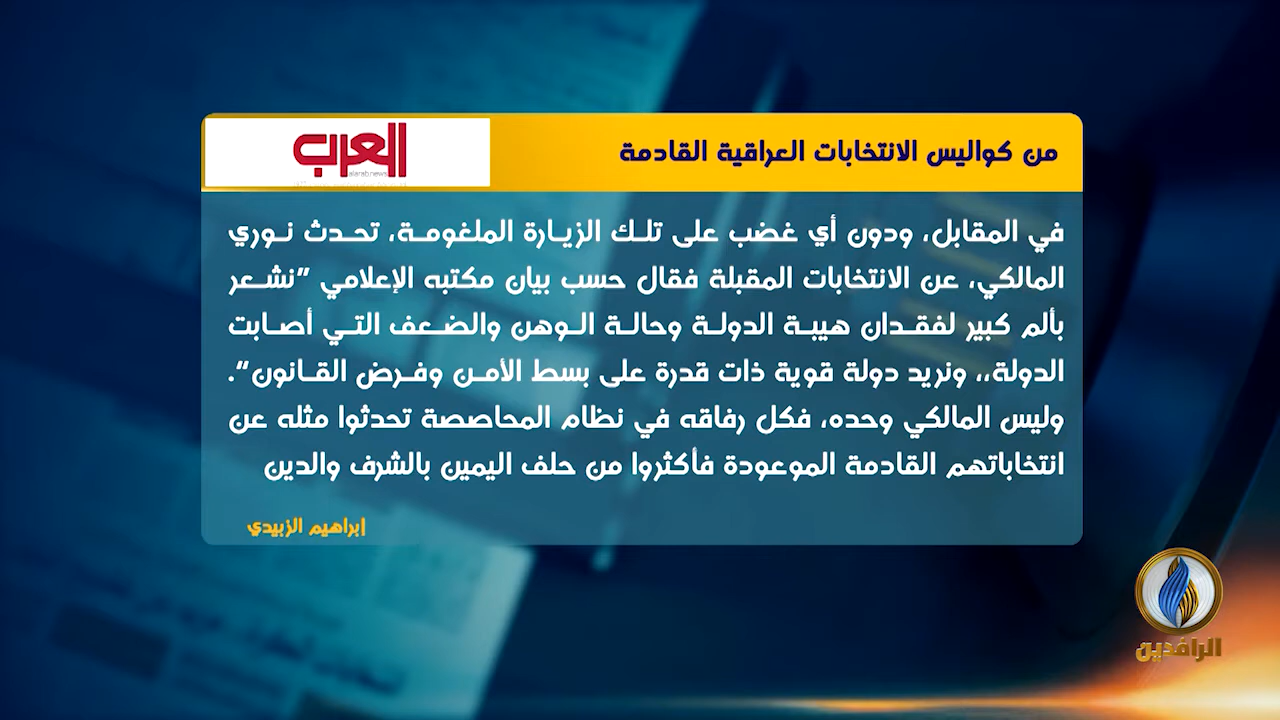 من كواليس الانتخابات العراقية القادمة
العرب
alarab.news
في المقابل، ودون أي غضب على تلك الزيارة الملغومة، تحدث نوري
المالكي، عن الانتخابات المقبلة فقال حسب بيان مكتبه الإعلامي ”نشعر
بألم كبير لفقدان هيبة الدولة وحالة الوهن والضعف التي أصابت
الدولة،، ونريد دولة قوية ذات قدرة على بسط الأمن وفرض القانون“.
وليس المالكي وحده، فكل رفاقه في نظام المحاصصة تحدثوا مثله عن
انتخاباتهم القادمة الموعودة فأكثروا من حلف اليمين بالشرف والدين
إبراهيم الزبيدي
الرافدين